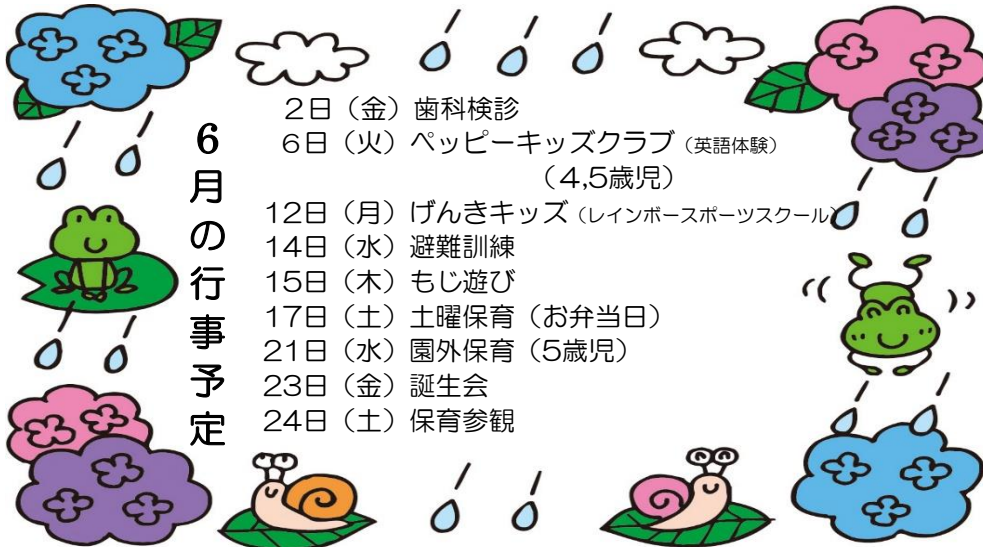 6月の行事予定
2日（金）歯科検診
6日（火）ペッピーキッズクラブ（英語体験）
（4,5歳児）
12日（月）げんきキッズ（レインボースポーツスクール）
14日（水）避難訓練
15日（木）もじ遊び
17日（土）土曜保育（お弁当日）
21日（水）園外保育（5歳児）
23日（金）誕生会
24日（土）保育参観